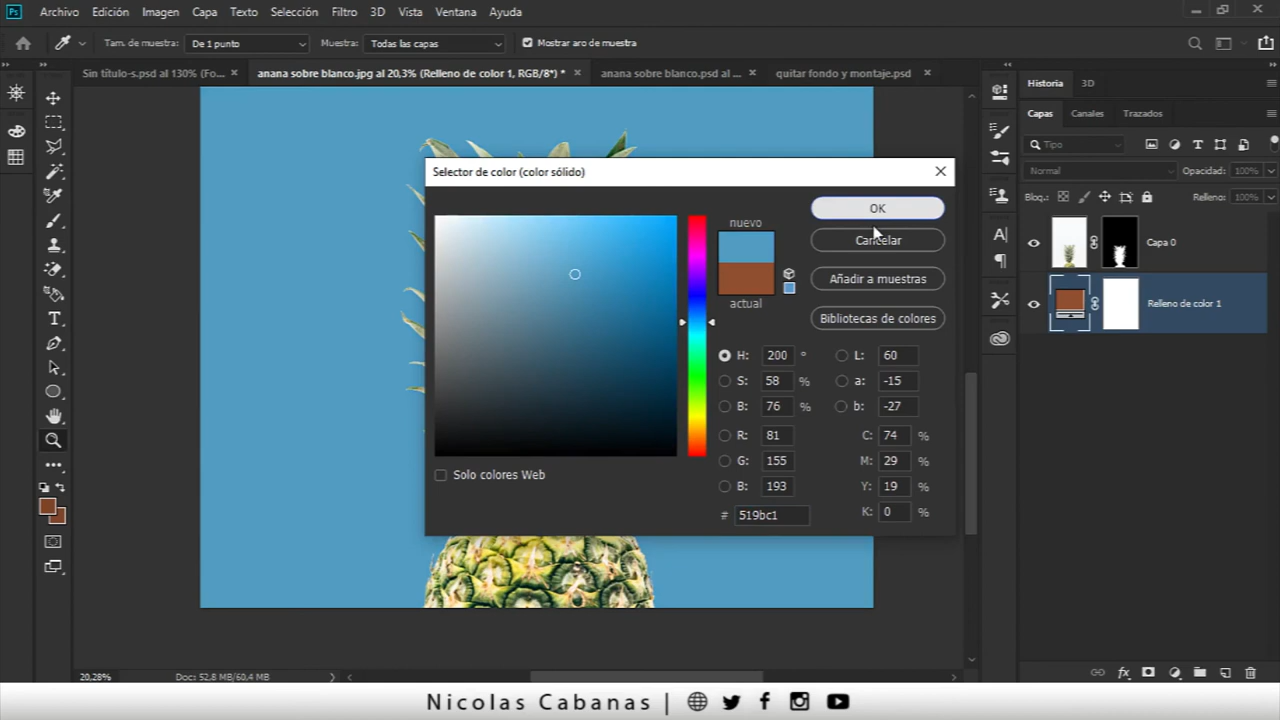 Ps Archivo Edición Imagen Capa Texto Selección Filtro 3D Vista Ventana Ayuda
Tam. de muestra: De 1 punto Muestra: Todas las capas Mostrar aro de muestra
Sin título-s.psd al 130% (Fo... × anana sobre blanco.jpg al 20,3% (Relleno de color 1, RGB/8*) * × anana sobre blanco.psd al ... × quitar fondo y montaje.psd ×
Historia 3D
Capas Canales Trazados
Tipo
Normal Opacidad: 100%
Bloq.: Relleno: 100%
Capa 0
Relleno de color 1
Selector de color (color sólido)
nuevo
actual
OK
Cancelar
Añadir a muestras
Bibliotecas de colores
H: 200 ° L: 60
S: 58 % a: -15
B: 76 % b: -27
R: 81 C: 74 %
G: 155 M: 29 %
B: 193 Y: 19 %
# 519bc1 K: 0 %
Solo colores Web
20,28% Doc: 52,8 MB/60,4 MB
Nicolas Cabanas |